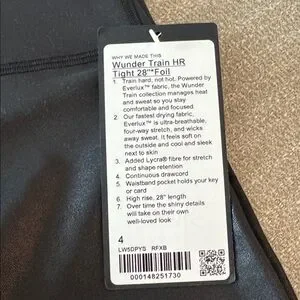 WHY WE MADE THIS
Wunder Train HR
Tight 28"*Foil
1. Train hard, not hot. Powered by
Everlux™ fabric, the Wunder
Train collection manages heat
and sweat so you stay
comfortable and focused
2. Our fastest drying fabric,
Everlux™ is ultra-breathable,
four-way stretch, and wicks
away sweat. It feels soft on
the outside and cool and sleek
next to skin
3. Added Lycra® fibre for stretch
and shape retention
4. Continuous drawcord
5. Waistband pocket holds your key
or card
6. High rise, 28" length
7. Over time the shiny details
will take on their own
well-loved look
4
LW5DPYS RFXB
000148251730